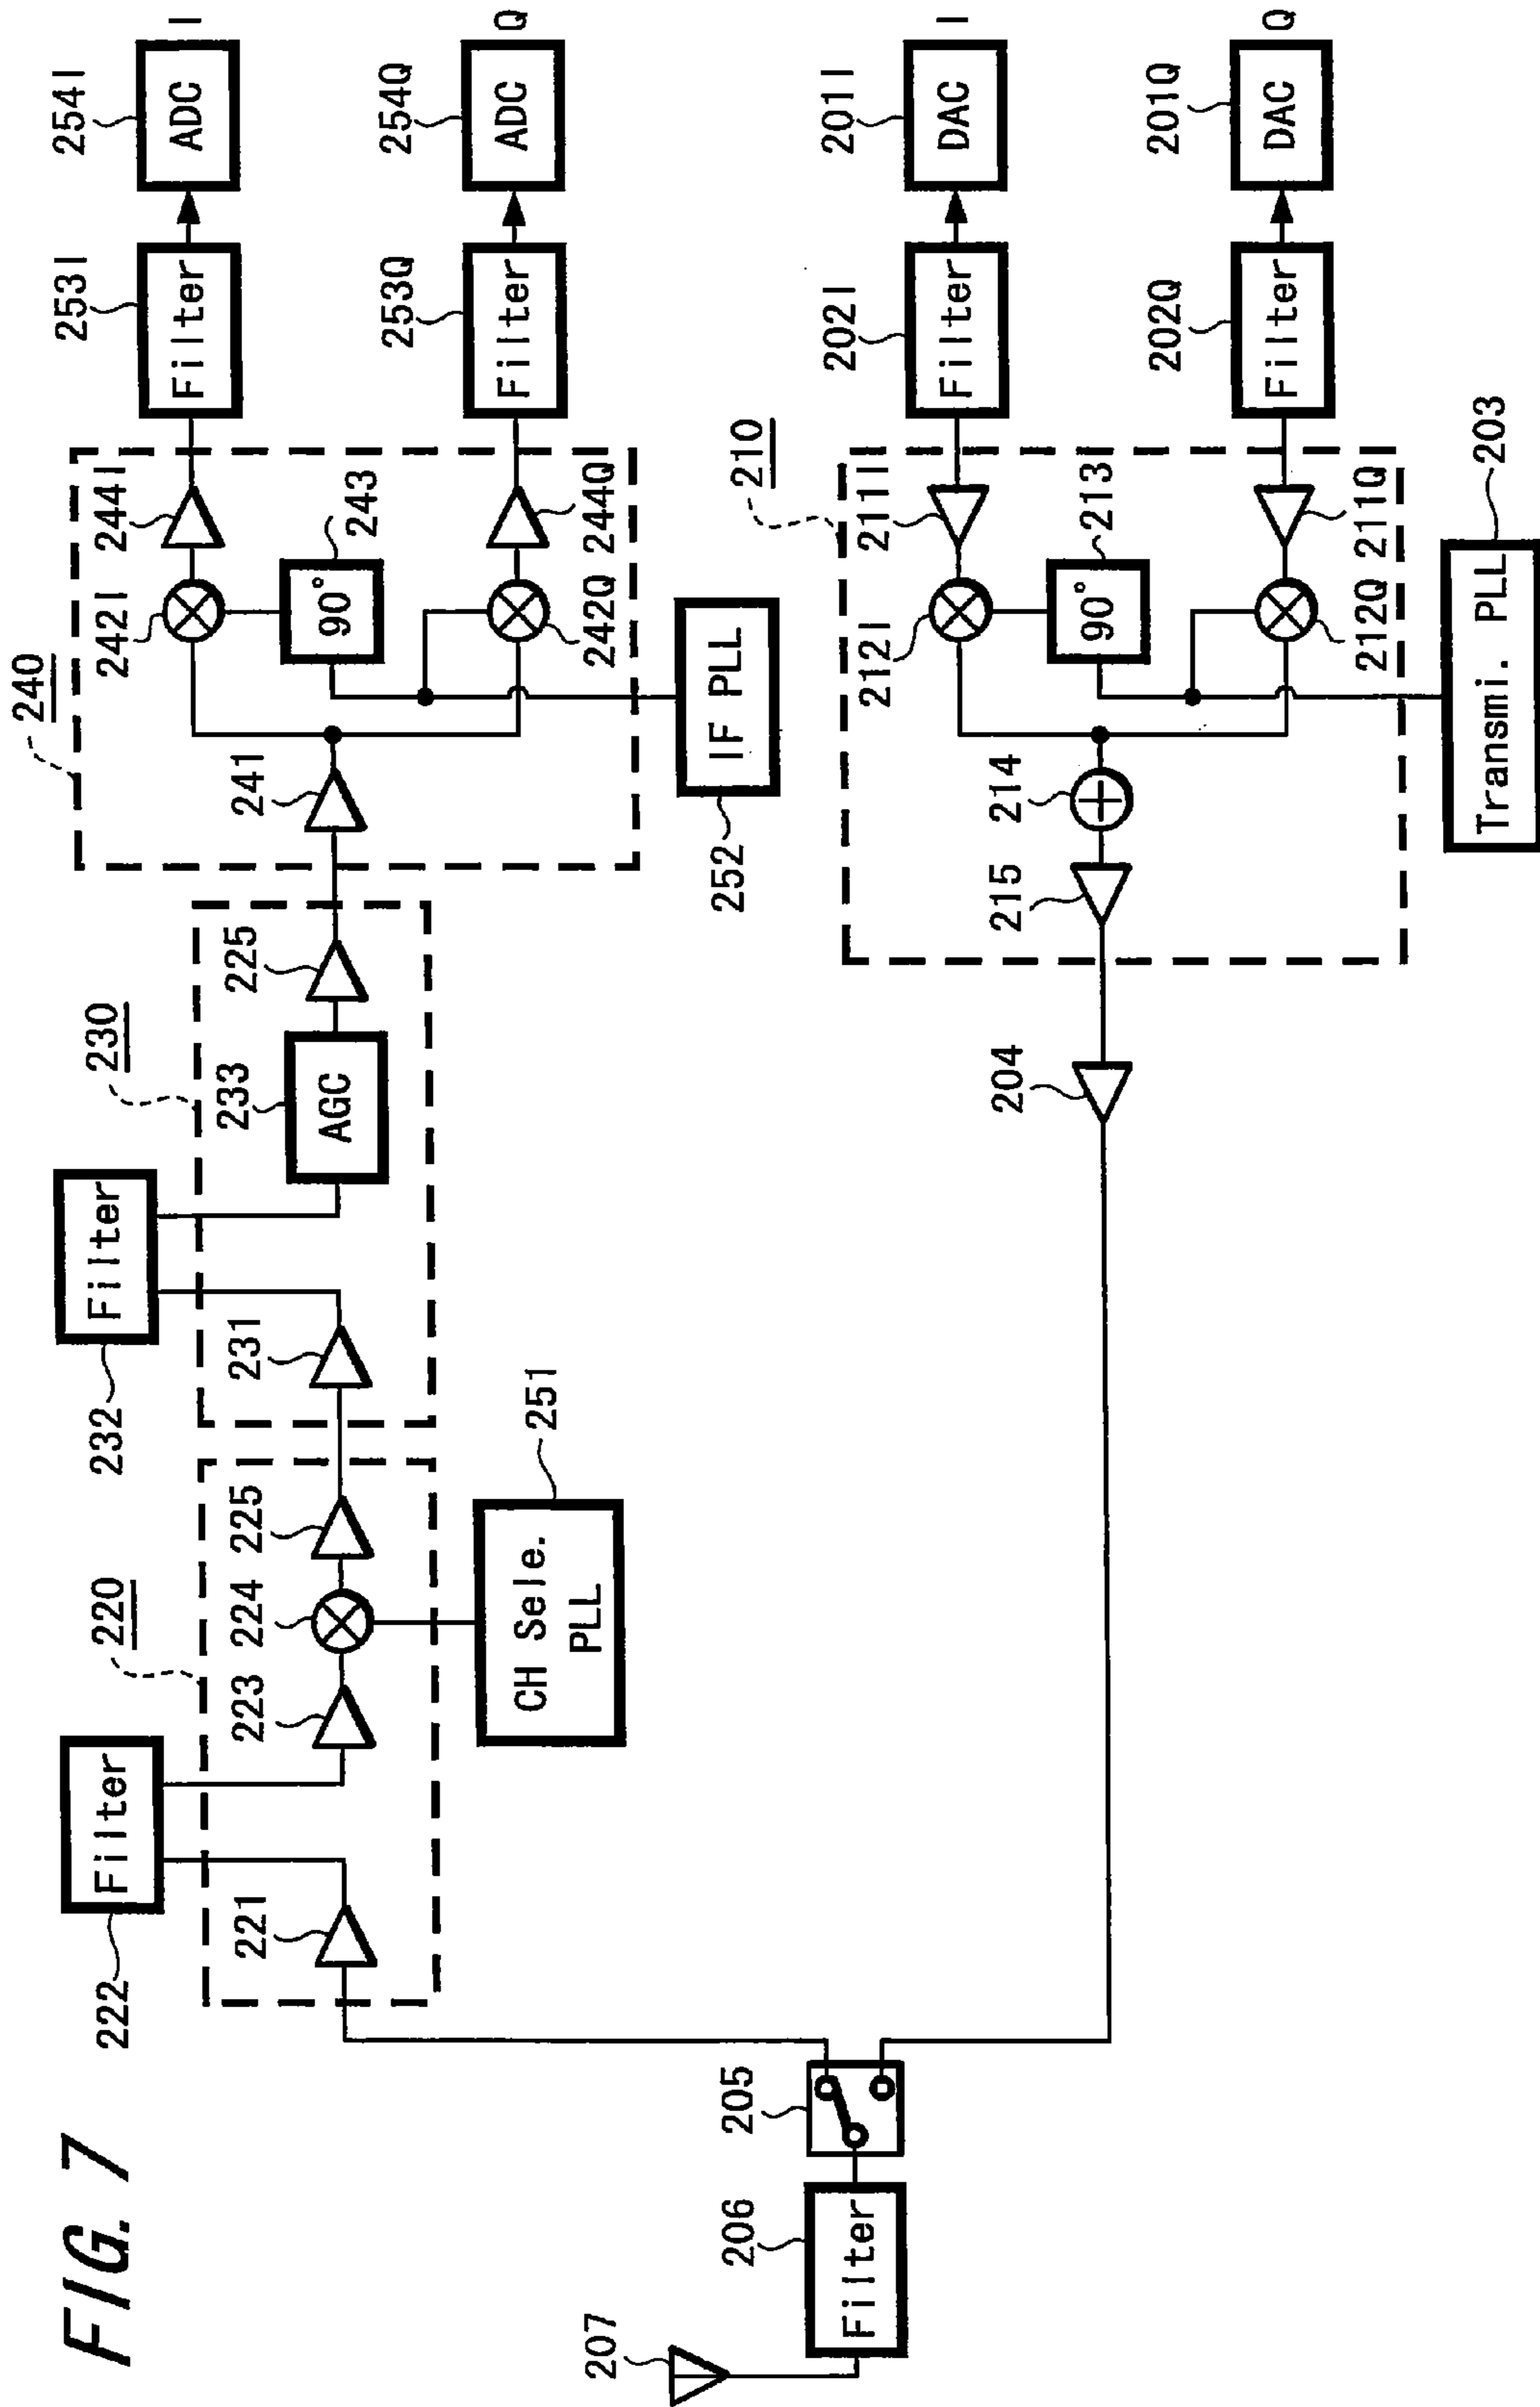 FIG. 7
207
206
Filter
205
222
Filter
221
220
223
224
225
CH Sele.
PLL
251
232
Filter
231
230
233
AGC
225
240
241
242I
244I
90°
243
242Q
244Q
252
IF PLL
253I
Filter
254I
ADC
I
253Q
Filter
254Q
ADC
Q
204
210
215
214
212I
211I
90°
213
212Q
211Q
Transmi. PLL
203
202I
Filter
201I
DAC
I
202Q
Filter
201Q
DAC
Q